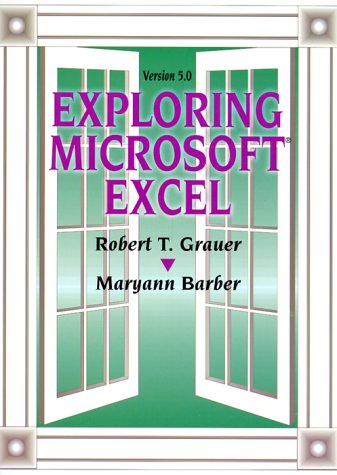 Version 5.0
EXPLORING
MICROSOFT®
EXCEL
Robert T. Grauer
▼
Maryann Barber